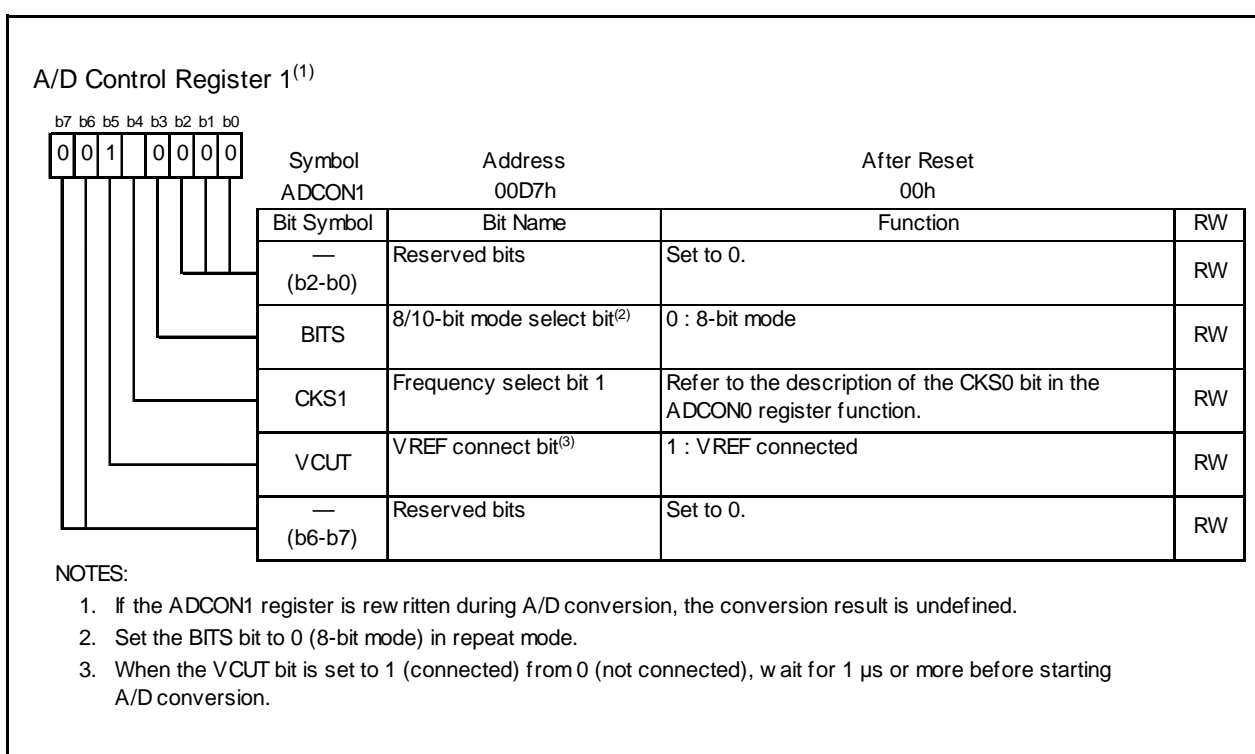 A/D Control Register 1(1)
b7 b6 b5 b4 b3 b2 b1 b0
0 0 1 0 0 0 0
Symbol Address After Reset
ADCON1 00D7h 00h
Bit Symbol Bit Name Function RW
— (b2-b0) Reserved bits Set to 0. RW
BITS 8/10-bit mode select bit(2) 0 : 8-bit mode RW
CKS1 Frequency select bit 1 Refer to the description of the CKS0 bit in the
ADCON0 register function. RW
VCUT VREF connect bit(3) 1 : VREF connected RW
— (b6-b7) Reserved bits Set to 0. RW
NOTES:
1. If the ADCON1 register is rewritten during A/D conversion, the conversion result is undefined.
2. Set the BITS bit to 0 (8-bit mode) in repeat mode.
3. When the VCUT bit is set to 1 (connected) from 0 (not connected), wait for 1 µs or more before starting
A/D conversion.